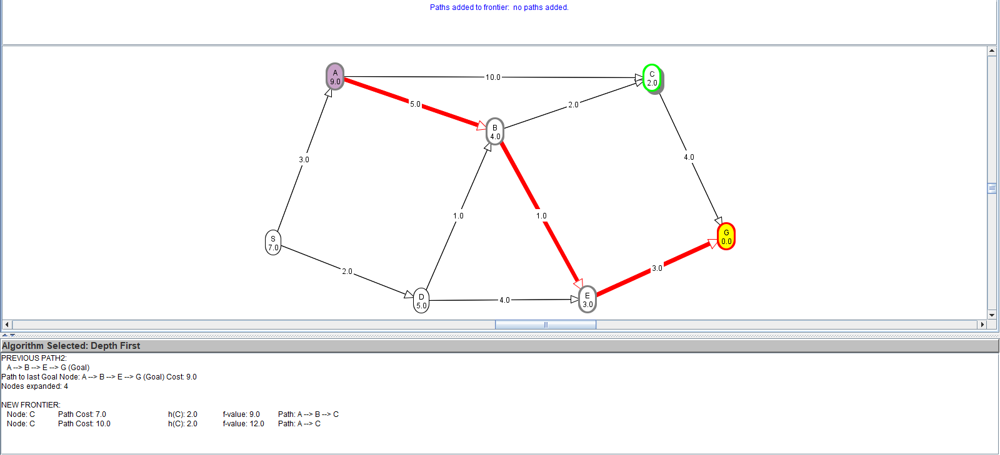 Paths added to frontier:  no paths added.
A
9.0
10.0
C
2.0
5.0
2.0
B
4.0
3.0
4.0
1.0
1.0
G
0.0
S
7.0
2.0
3.0
D
5.0
4.0
E
3.0
Algorithm Selected: Depth First
PREVIOUS PATH2:
A --> B --> E --> G (Goal)
Path to last Goal Node: A --> B --> E --> G (Goal) Cost: 9.0
Nodes expanded: 4
NEW FRONTIER:
Node: C Path Cost: 7.0 h(C): 2.0 f-value: 9.0 Path: A --> B --> C
Node: C Path Cost: 10.0 h(C): 2.0 f-value: 12.0 Path: A --> C